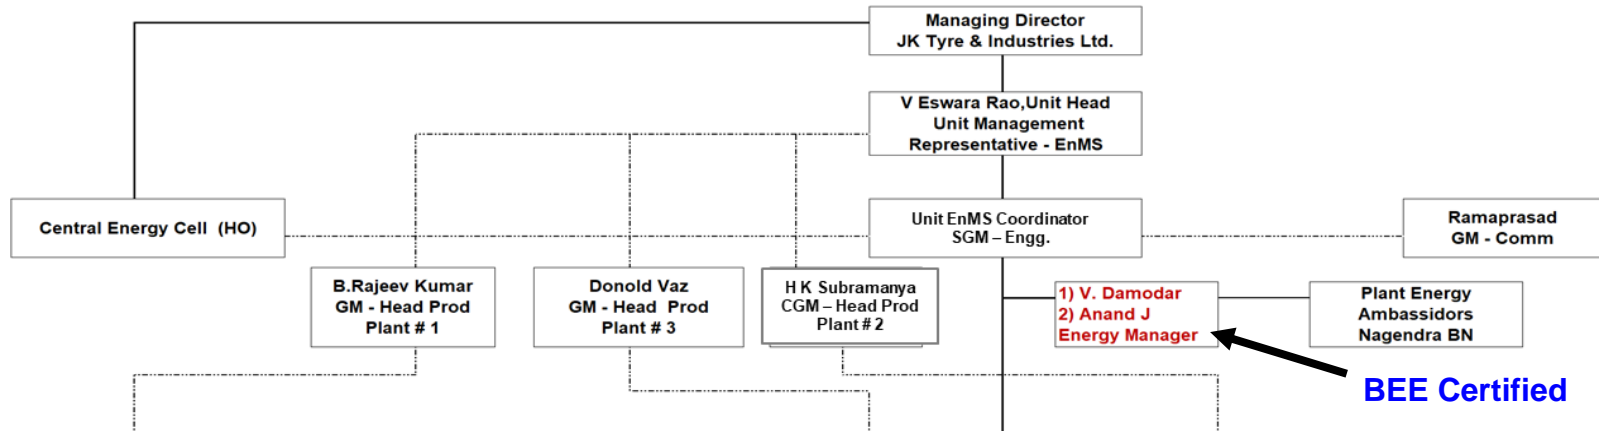 Managing Director
JK Tyre & Industries Ltd.
V Eswara Rao,Unit Head
Unit Management
Representative - EnMS
Central Energy Cell (HO)
Unit EnMS Coordinator
SGM – Engg.
Ramaprasad
GM - Comm
B.Rajeev Kumar
GM - Head Prod
Plant # 1
Donold Vaz
GM - Head Prod
Plant # 3
H K Subramanya
CGM – Head Prod
Plant # 2
1) V. Damodar
2) Anand J
Energy Manager
Plant Energy
Ambassidors
Nagendra BN
BEE Certified